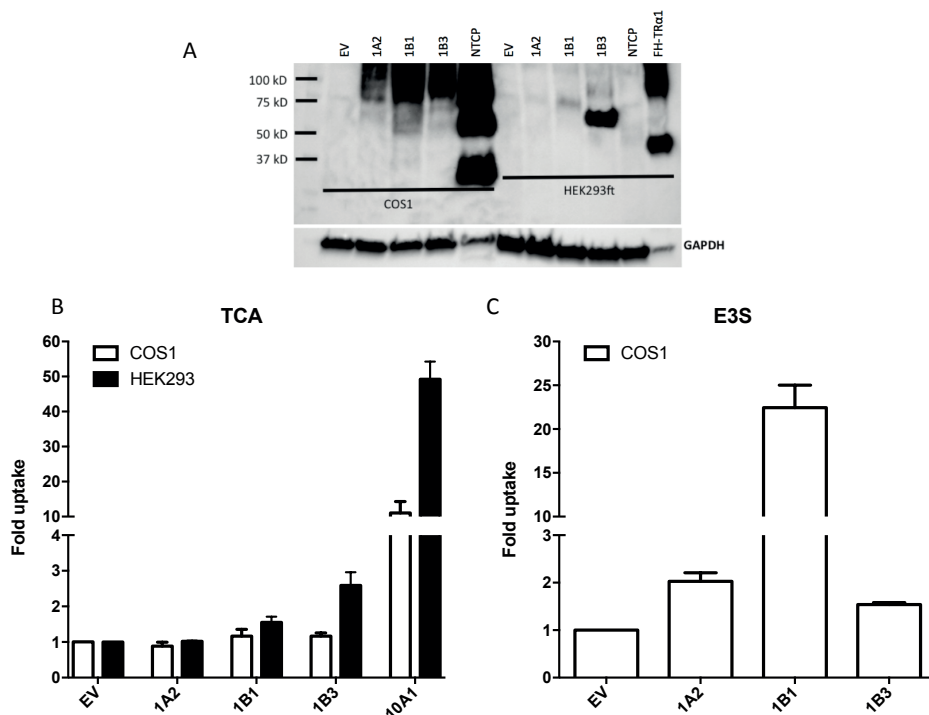 A
EV 1A2 1B1 1B3 NTCP EV 1A2 1B1 1B3 NTCP FH-TRα1
100 kD
75 kD
50 kD
37 kD
COS1 HEK293ft
GAPDH
B TCA
COS1
HEK293
Fold uptake
60
50
40
30
20
10
4
3
2
1
0
EV 1A2 1B1 1B3 10A1
C E3S
COS1
Fold uptake
30
25
20
15
10
3
2
1
0
EV 1A2 1B1 1B3